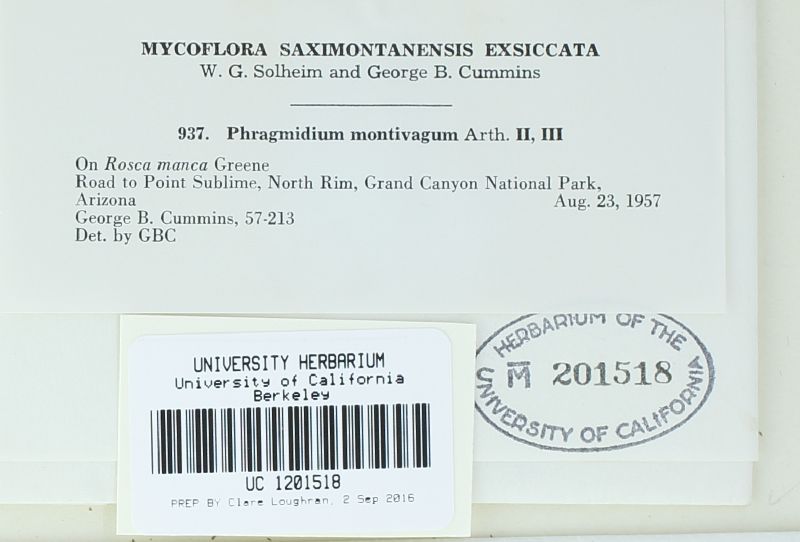 MYCOFLORA SAXIMONTANENSIS EXSICCATA
W. G. Solheim and George B. Cummins
937. Phragmidium montivagum Arth. II, III
On Rosca manca Greene
Road to Point Sublime, North Rim, Grand Canyon National Park,
Arizona Aug. 23, 1957
George B. Cummins, 57-213
Det. by GBC
UNIVERSITY HERBARIUM
University of California
Berkeley
UC 1201518
PREP BY Clare Loughran, 2 Sep 2016
HERBARIUM OF THE
M 201518
UNIVERSITY OF CALIFORNIA